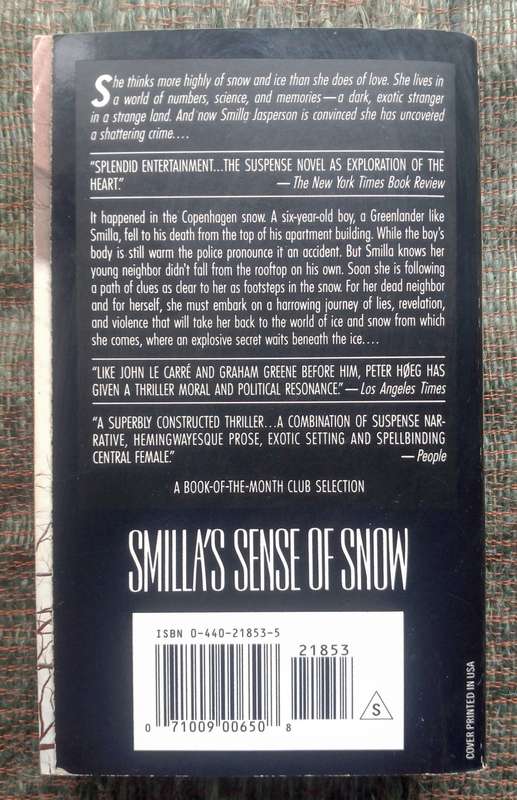 She thinks more highly of snow and ice than she does of love. She lives in
a world of numbers, science, and memories—a dark, exotic stranger
in a strange land. And now Smilla Jasperson is convinced she has uncovered
a shattering crime....
"SPLENDID ENTERTAINMENT...THE SUSPENSE NOVEL AS EXPLORATION OF THE
HEART." —The New York Times Book Review
It happened in the Copenhagen snow. A six-year-old boy, a Greenlander like
Smilla, fell to his death from the top of his apartment building. While the boy's
body is still warm the police pronounce it an accident. But Smilla knows her
young neighbor didn't fall from the rooftop on his own. Soon she is following
a path of clues as clear to her as footsteps in the snow. For her dead neighbor
and for herself, she must embark on a harrowing journey of lies, revelation,
and violence that will take her back to the world of ice and snow from which
she comes, where an explosive secret waits beneath the ice....
"LIKE JOHN LE CARRÉ AND GRAHAM GREENE BEFORE HIM, PETER HØEG HAS
GIVEN A THRILLER MORAL AND POLITICAL RESONANCE."—Los Angeles Times
"A SUPERBLY CONSTRUCTED THRILLER...A COMBINATION OF SUSPENSE NAR-
RATIVE, HEMINGWAYESQUE PROSE, EXOTIC SETTING AND SPELLBINDING
CENTRAL FEMALE." —People
A BOOK-OF-THE-MONTH CLUB SELECTION
SMILLA'S SENSE OF SNOW
ISBN 0-440-21853-5
21853
0 71009 00650 8
S
COVER PRINTED IN USA